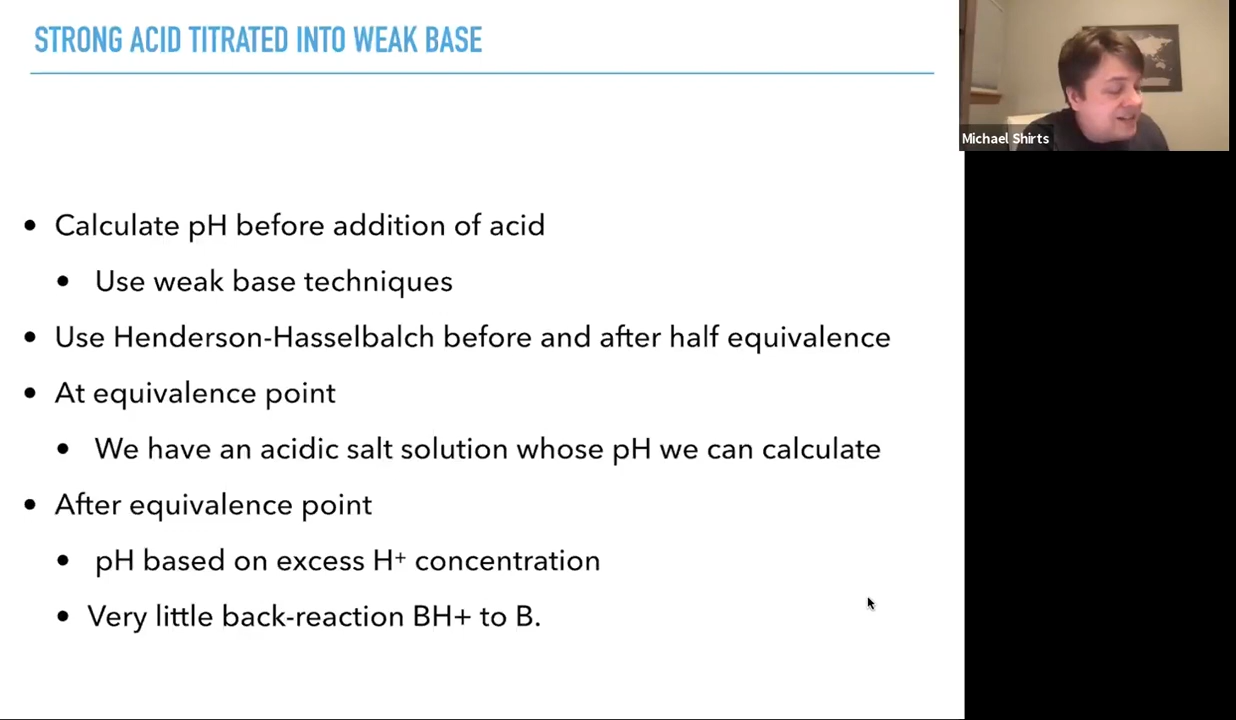 STRONG ACID TITRATED INTO WEAK BASE
Michael Shirts
• Calculate pH before addition of acid
• Use weak base techniques
• Use Henderson-Hasselbalch before and after half equivalence
• At equivalence point
• We have an acidic salt solution whose pH we can calculate
• After equivalence point
• pH based on excess H⁺ concentration
• Very little back-reaction BH+ to B.